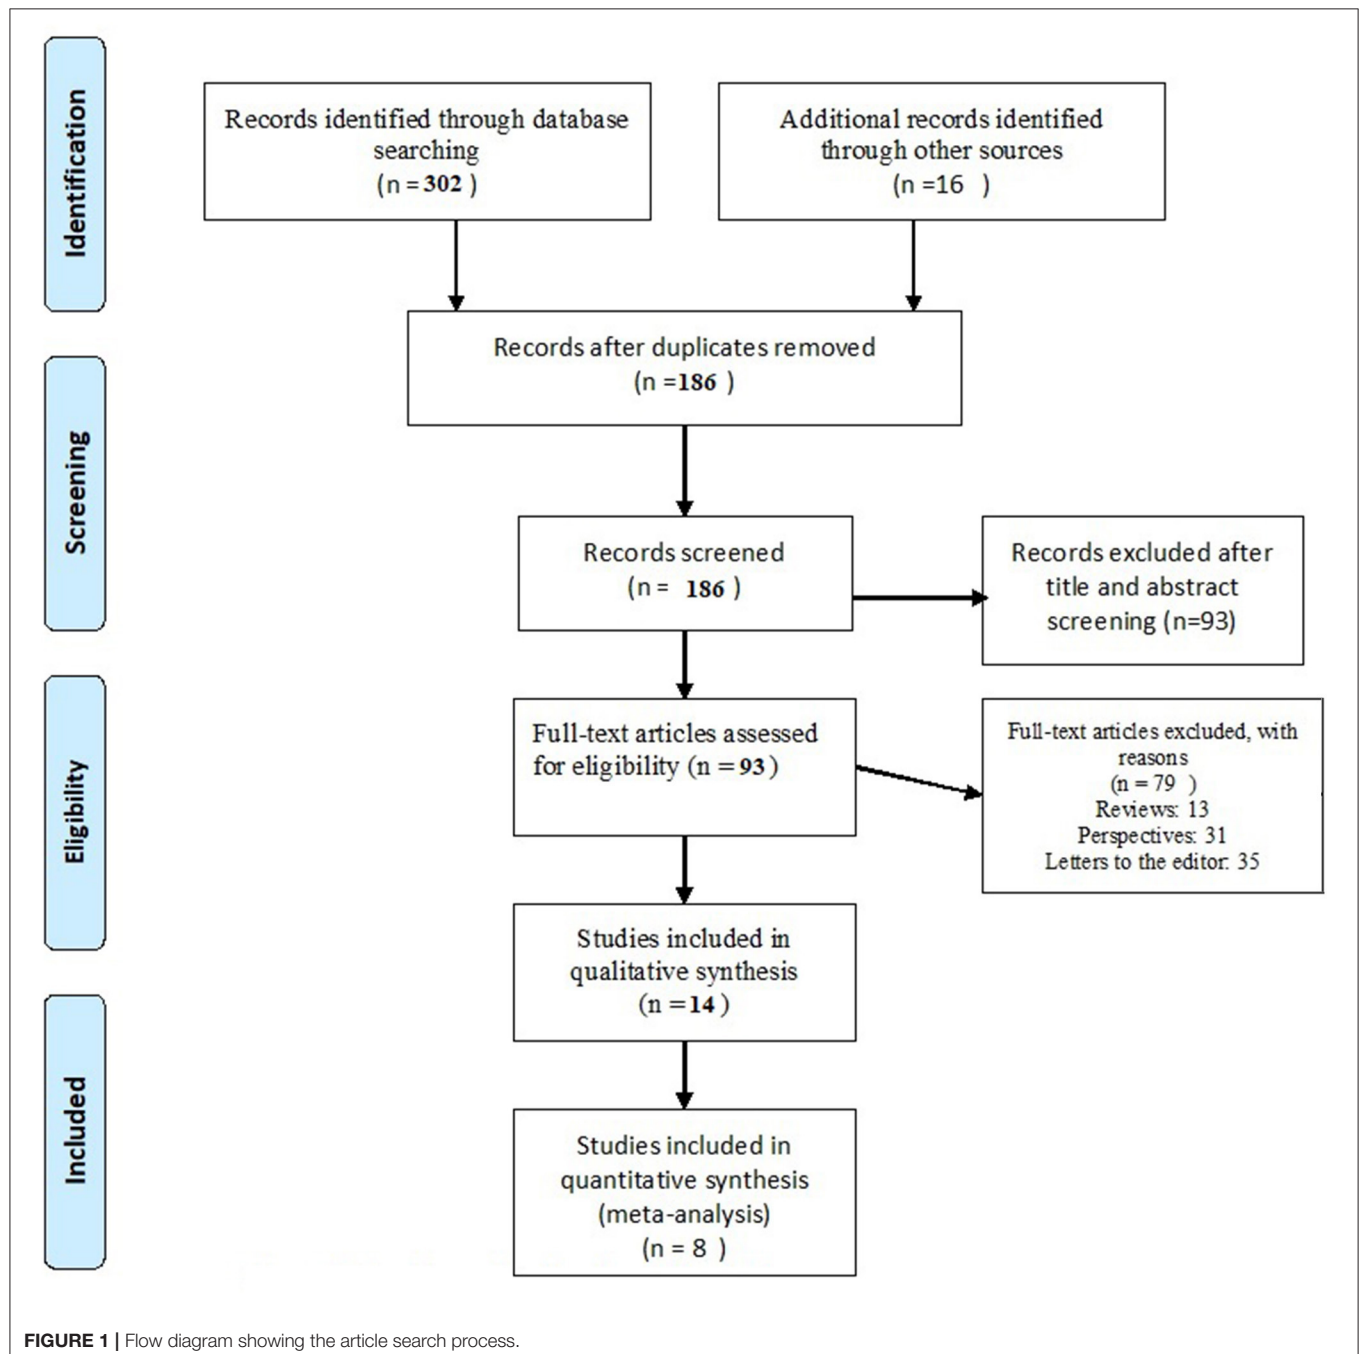 Identification
Records identified through database
searching
(n = 302 )
Additional records identified
through other sources
(n =16 )
Records after duplicates removed
(n =186 )
Screening
Records screened
(n = 186 )
Records excluded after
title and abstract
screening (n=93)
Eligibility
Full-text articles assessed
for eligibility (n = 93 )
Full-text articles excluded, with
reasons
(n = 79 )
Reviews: 13
Perspectives: 31
Letters to the editor: 35
Studies included in
qualitative synthesis
(n = 14 )
Included
Studies included in
quantitative synthesis
(meta-analysis)
(n = 8 )
FIGURE 1 | Flow diagram showing the article search process.